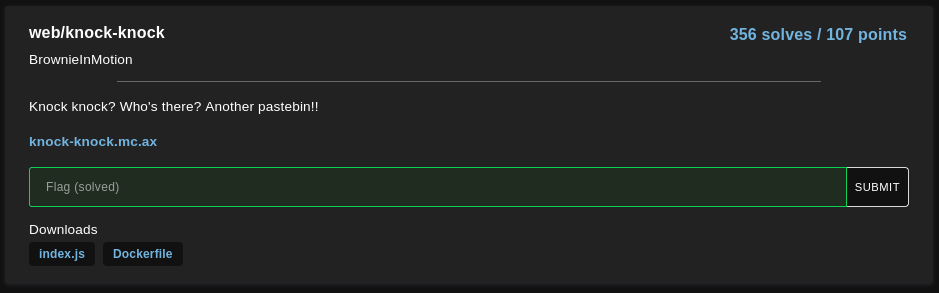 web/knock-knock
356 solves / 107 points
BrownieInMotion
Knock knock? Who's there? Another pastebin!!
knock-knock.mc.ax
Flag (solved)
SUBMIT
Downloads
index.js
Dockerfile